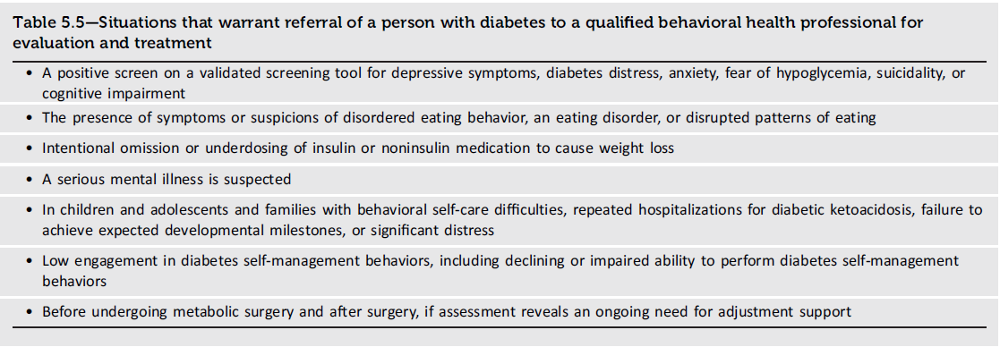 Table 5.5—Situations that warrant referral of a person with diabetes to a qualified behavioral health professional for
evaluation and treatment
• A positive screen on a validated screening tool for depressive symptoms, diabetes distress, anxiety, fear of hypoglycemia, suicidality, or
cognitive impairment
• The presence of symptoms or suspicions of disordered eating behavior, an eating disorder, or disrupted patterns of eating
• Intentional omission or underdosing of insulin or noninsulin medication to cause weight loss
• A serious mental illness is suspected
• In children and adolescents and families with behavioral self-care difficulties, repeated hospitalizations for diabetic ketoacidosis, failure to
achieve expected developmental milestones, or significant distress
• Low engagement in diabetes self-management behaviors, including declining or impaired ability to perform diabetes self-management
behaviors
• Before undergoing metabolic surgery and after surgery, if assessment reveals an ongoing need for adjustment support